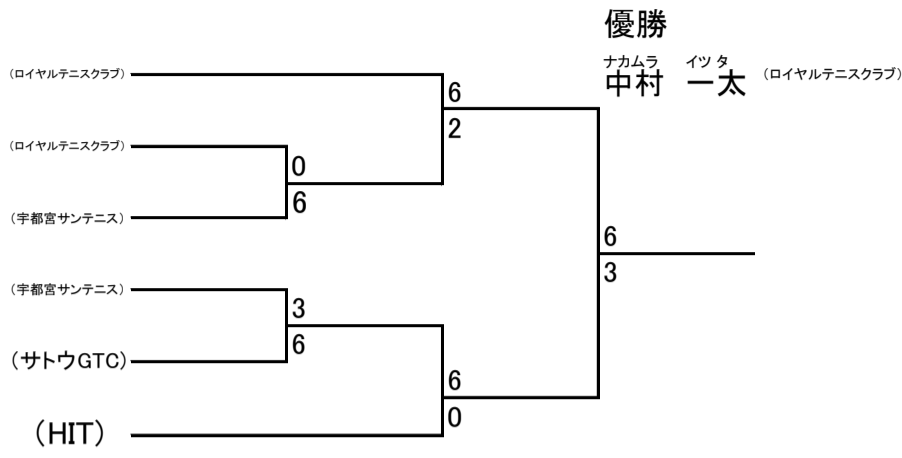 優勝
ナカムラ イツ タ
中村 一太 (ロイヤルテニスクラブ)
(ロイヤルテニスクラブ)
6
2
(ロイヤルテニスクラブ)
0
6
(宇都宮サンテニス)
6
3
(宇都宮サンテニス)
3
6
(サトウGTC)
6
0
(HIT)